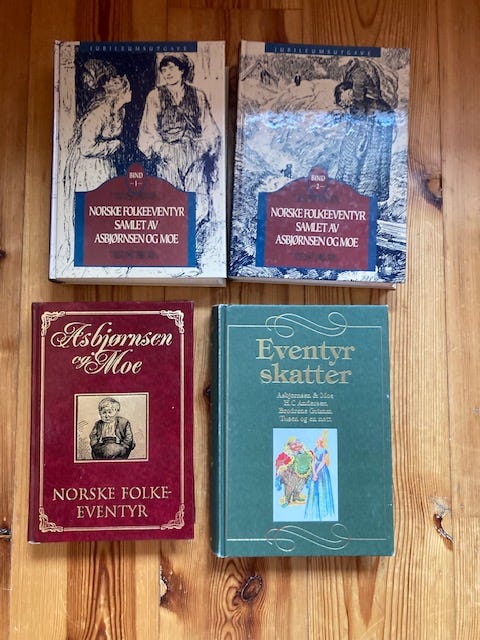 JUBILEUMSUTGAVE
BIND
-1-
NORSKE FOLKEEVENTYR
SAMLET AV
ASBJØRNSEN OG MOE
JUBILEUMSUTGAVE
BIND
-2-
NORSKE FOLKEEVENTYR
SAMLET AV
ASBJØRNSEN OG MOE
Asbjørnsen
og
Moe
NORSKE FOLKE-
EVENTYR
Eventyr
skatter
Asbjørnsen & Moe
H.C Andersen
Brødrene Grimm
Tusen og en natt